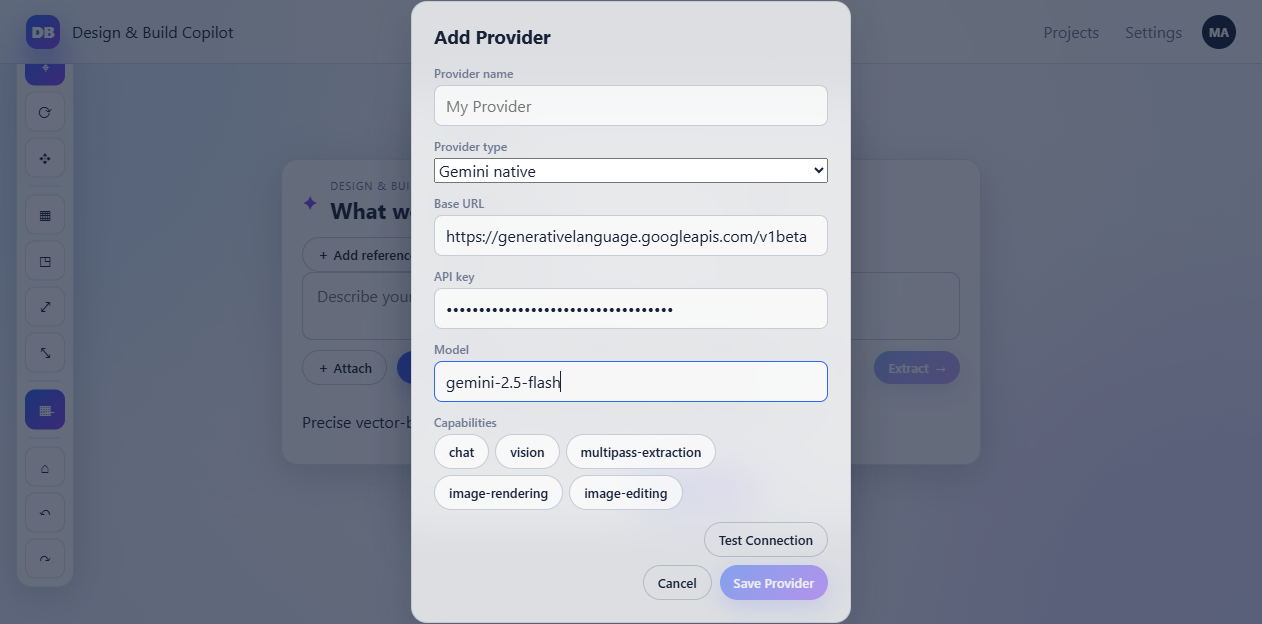 DB Design & Build Copilot
Projects Settings MA
Add Provider
Provider name
My Provider
Provider type
Gemini native
Base URL
https://generativelanguage.googleapis.com/v1beta
API key
••••••••••••••••••••••••••••••••••••
Model
gemini-2.5-flash
Capabilities
chat vision multipass-extraction
image-rendering image-editing
Test Connection
Cancel Save Provider
DESIGN & BUI
What w
+ Add referenc
Describe your
+ Attach
Extract →
Precise vector-b